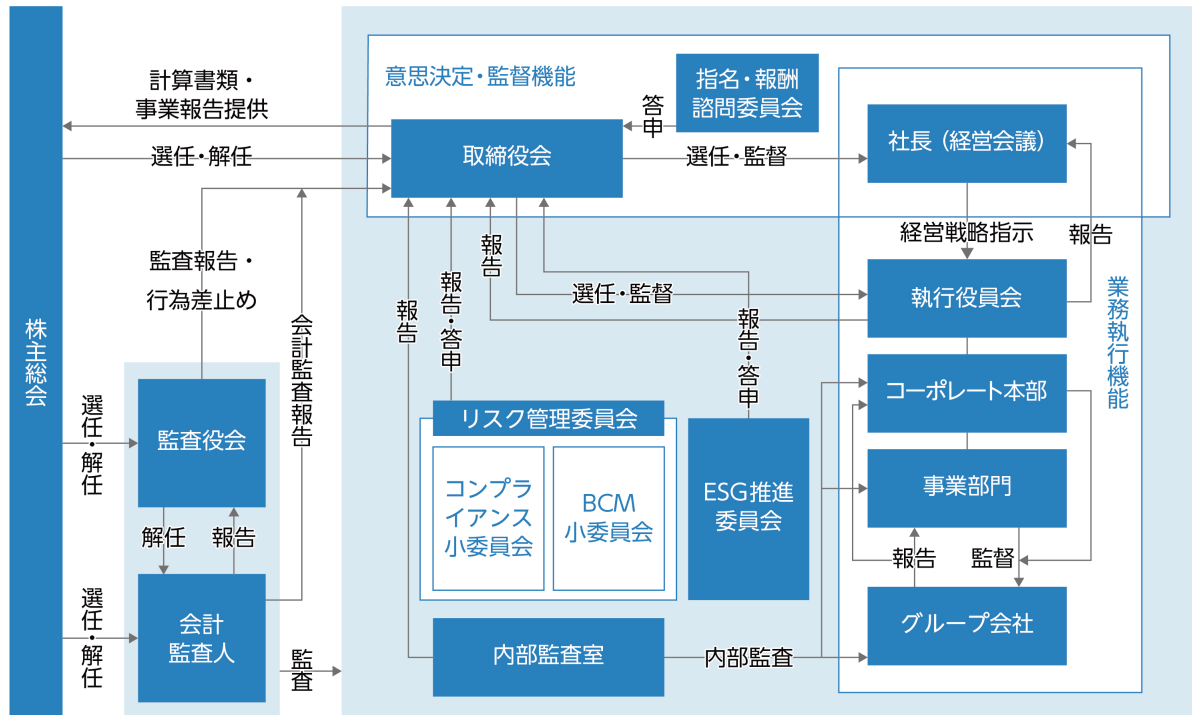 株主総会
計算書類・
事業報告提供
選任・解任
監査報告・
行為差止め
会計監査報告
選任・解任
監査役会
解任
報告
選任・解任
会計
監査人
監査
意思決定・監督機能
指名・報酬
諮問委員会
答申
取締役会
選任・監督
社長（経営会議）
経営戦略指示
報告
執行役員会
業務執行機能
報告
報告・答申
報告
選任・監督
報告・答申
コーポレート本部
リスク管理委員会
コンプラ
イアンス
小委員会
BCM
小委員会
ESG推進
委員会
事業部門
報告
監督
グループ会社
内部監査室
内部監査